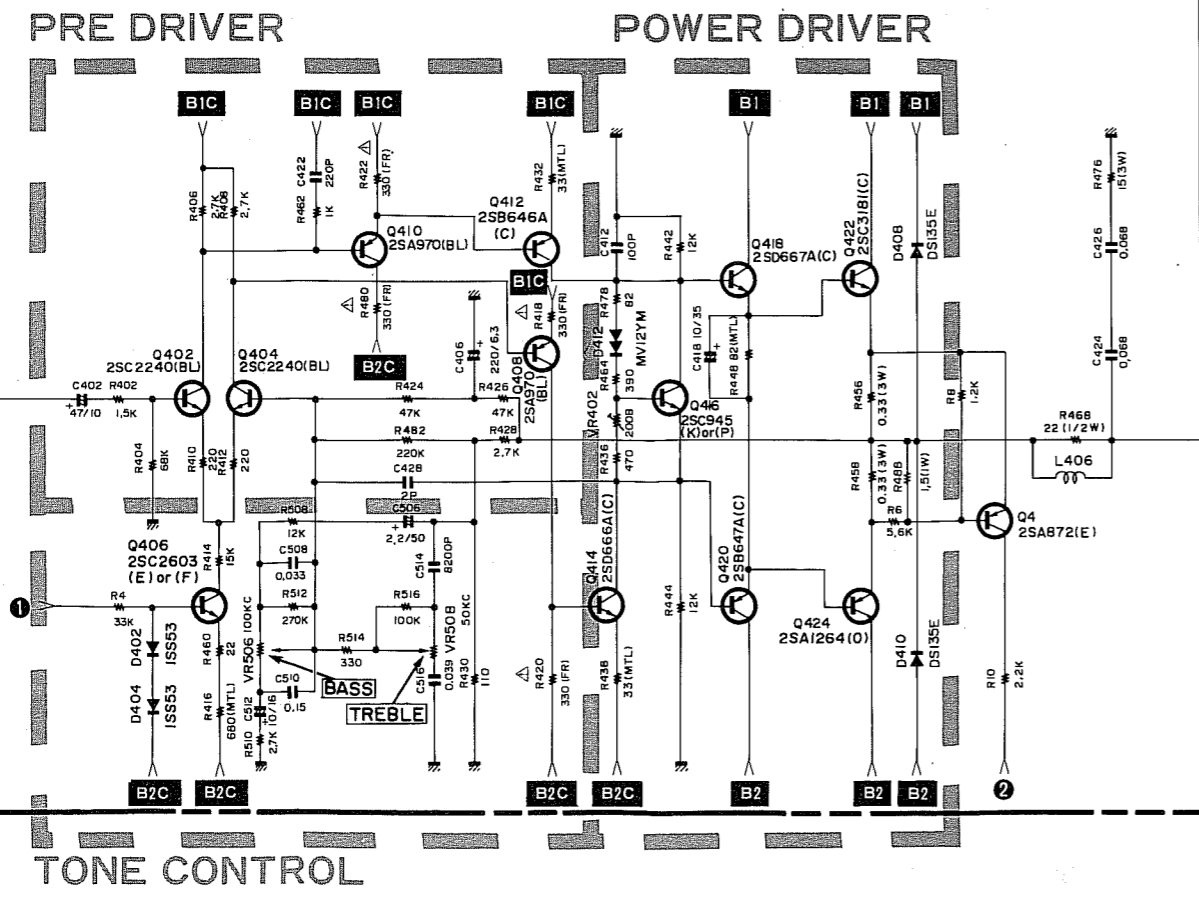 PRE DRIVER
POWER DRIVER
B1C
B1C
B1C
B1C
B1
B1
B1
R406
2.7K
R408
2.7K
C422
220P
R462
1K
R422
330 (FR)
Q410
2SA970(BL)
Q412
2SB646A
(C)
R432
33(MTL)
C412
100P
R442
12K
Q418
2SD667A(C)
Q422
2SC3181(C)
D408
DS135E
R476
15(3W)
C426
0.068
C424
0.068
B1C
R480
330 (FR)
B2C
C406
220/6.3
+
R418
330 (FR)
Q408
2SA970
(BL)
R478
82
D412
MV12YM
R464
390
VR402
200B
R436
470
C418 10/35
+
R448 82(MTL)
Q402
2SC2240(BL)
Q404
2SC2240(BL)
C402
+
47/10
R402
1.5K
R404
68K
R410
220
R412
220
R424
47K
R426
47K
R482
220K
R428
2.7K
C428
2P
Q416
2SC945
(K)or(P)
R456
0.33(3W)
R458
0.33(3W)
R488
1.5(1W)
R8
1.2K
R6
5.6K
R468
22 (1/2W)
L406
Q4
2SA872(E)
Q406
2SC2603
(E) or (F)
R414
15K
R508
12K
C506
2.2/50
C508
0.033
C514
8200P
R512
270K
R516
100K
R514
330
VR506 100KC
VR508
50KC
C516
0.039
R430
110
C510
0.15
C512
10/16
+
R510
2.7K
BASS
TREBLE
1
R4
33K
D402
1SS53
D404
1SS53
R460
22
R416
680(MTL)
R420
330 (FR)
Q414
2SD666A(C)
R438
33(MTL)
R444
12K
Q420
2SB647A(C)
Q424
2SA1264(O)
D410
DS135E
R10
2.2K
B2C
B2C
B2C
B2C
B2
B2
B2
2
TONE CONTROL